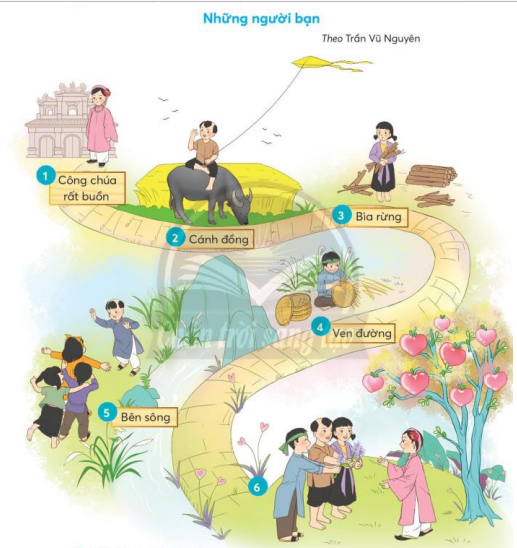 Những người bạn
Theo Trần Vũ Nguyên
1 Công chúa
rất buồn
2 Cánh đồng
3 Bìa rừng
4 Ven đường
5 Bên sông
6